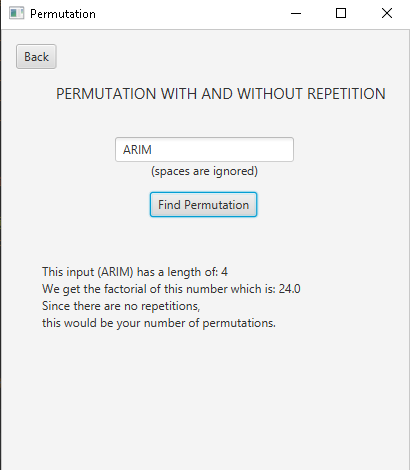 Permutation
Back
PERMUTATION WITH AND WITHOUT REPETITION
ARIM
(spaces are ignored)
Find Permutation
This input (ARIM) has a length of: 4
We get the factorial of this number which is: 24.0
Since there are no repetitions,
this would be your number of permutations.